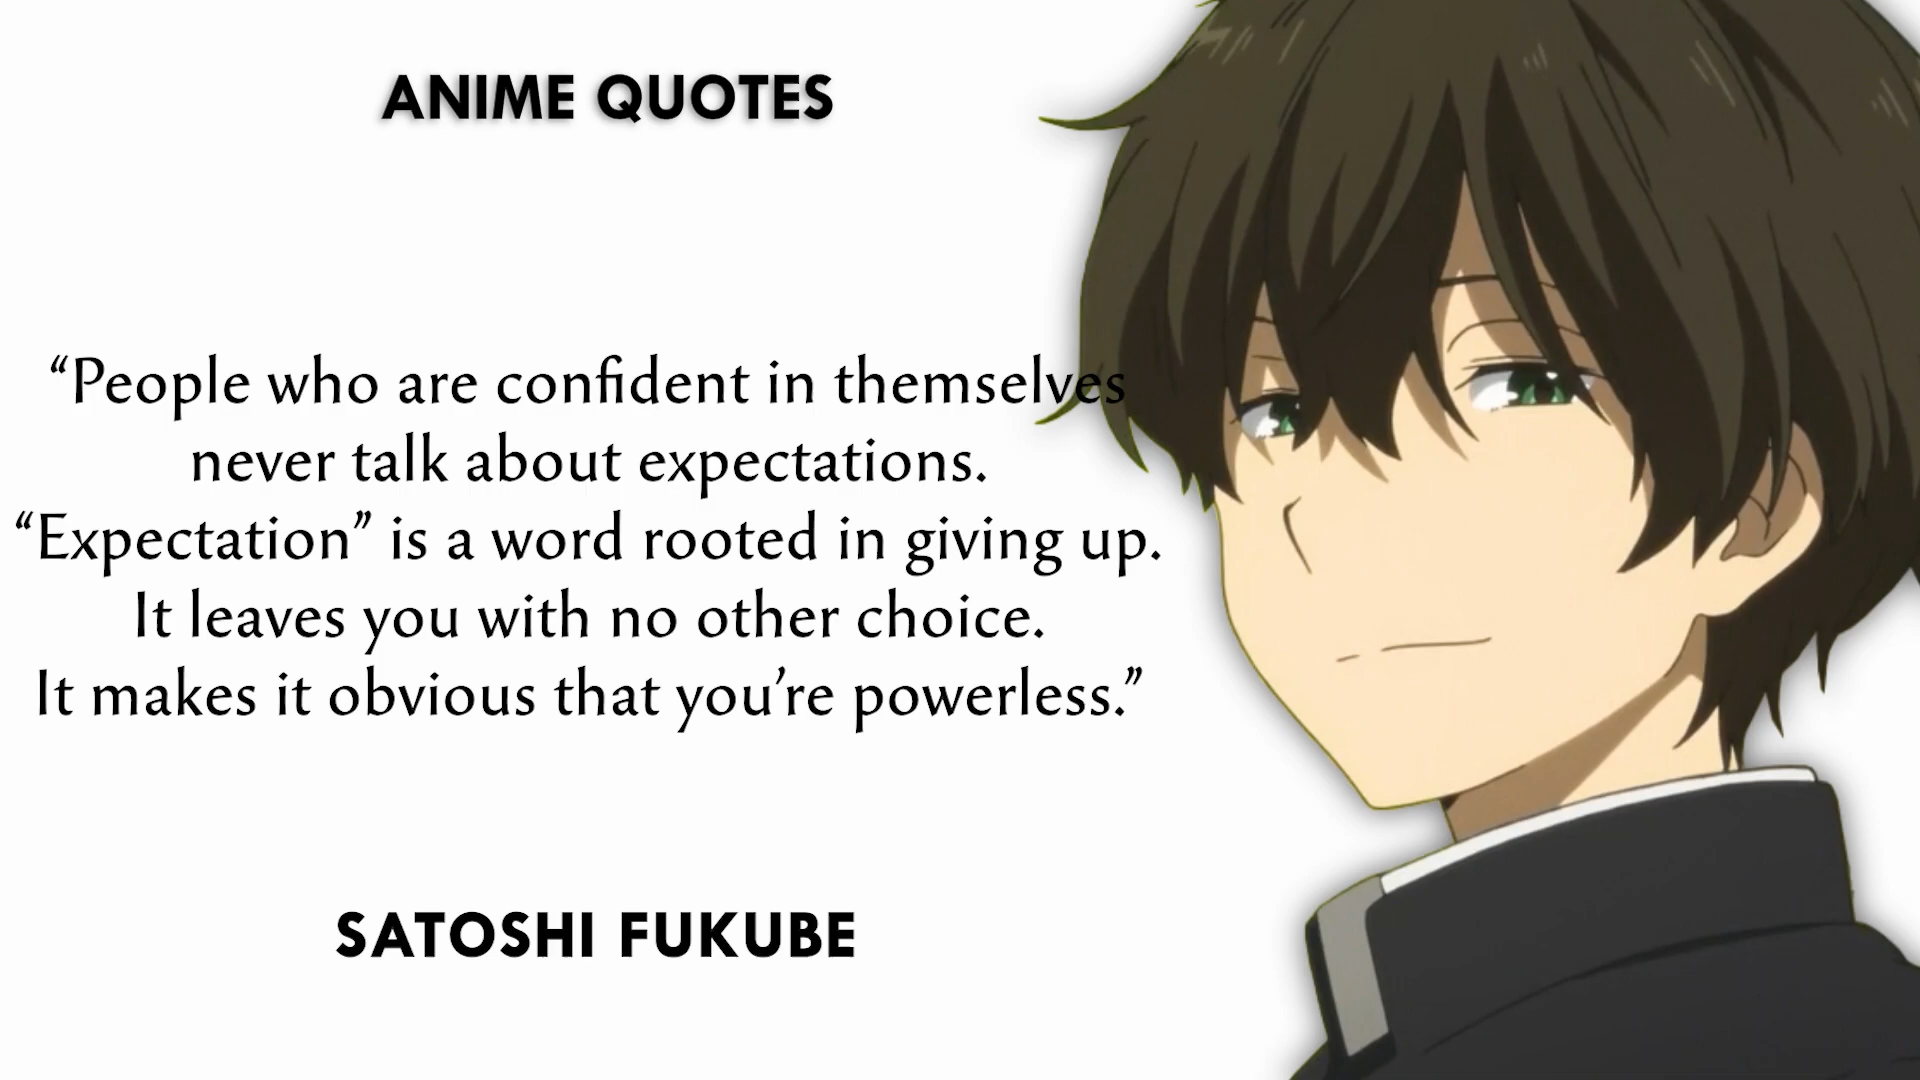 ANIME QUOTES
“People who are confident in themselves
never talk about expectations.
“Expectation” is a word rooted in giving up.
It leaves you with no other choice.
It makes it obvious that you’re powerless.”
SATOSHI FUKUBE